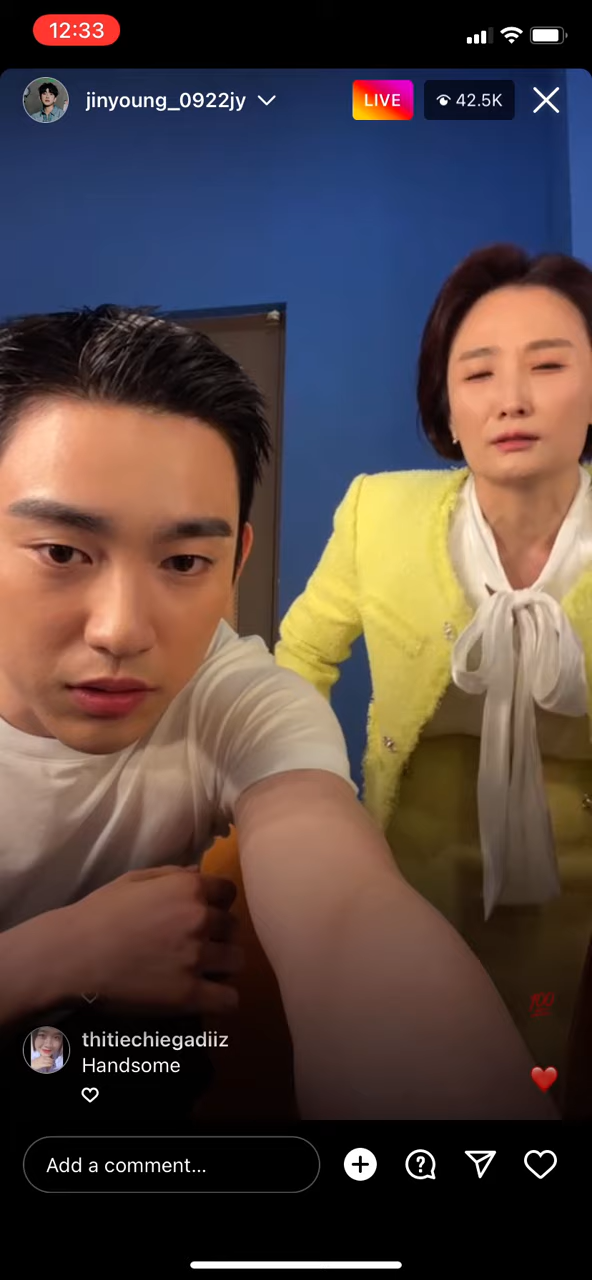 12:33
jinyoung_0922jy
LIVE
42.5K
💯
thitiechiegadiiz
Handsome
Add a comment...